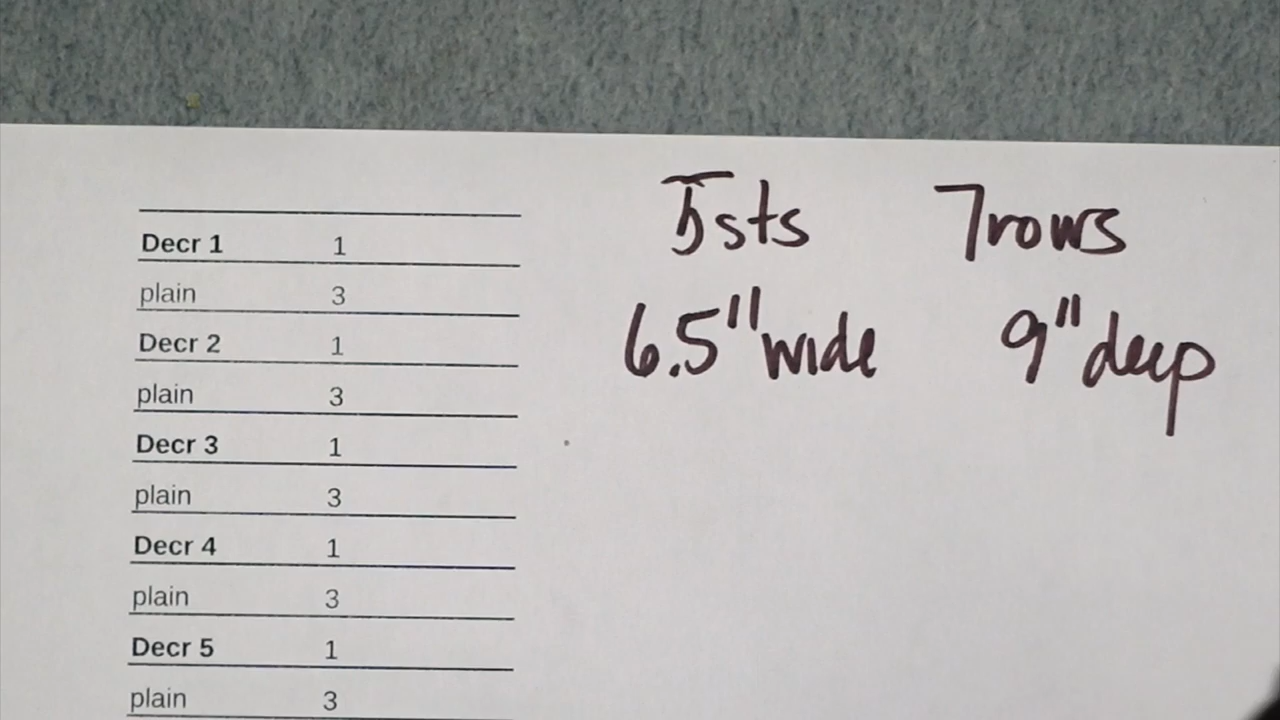 Decr 1 1
plain 3
Decr 2 1
plain 3
Decr 3 1
plain 3
Decr 4 1
plain 3
Decr 5 1
plain 3
5sts 7rows
6.5" wide 9" deep